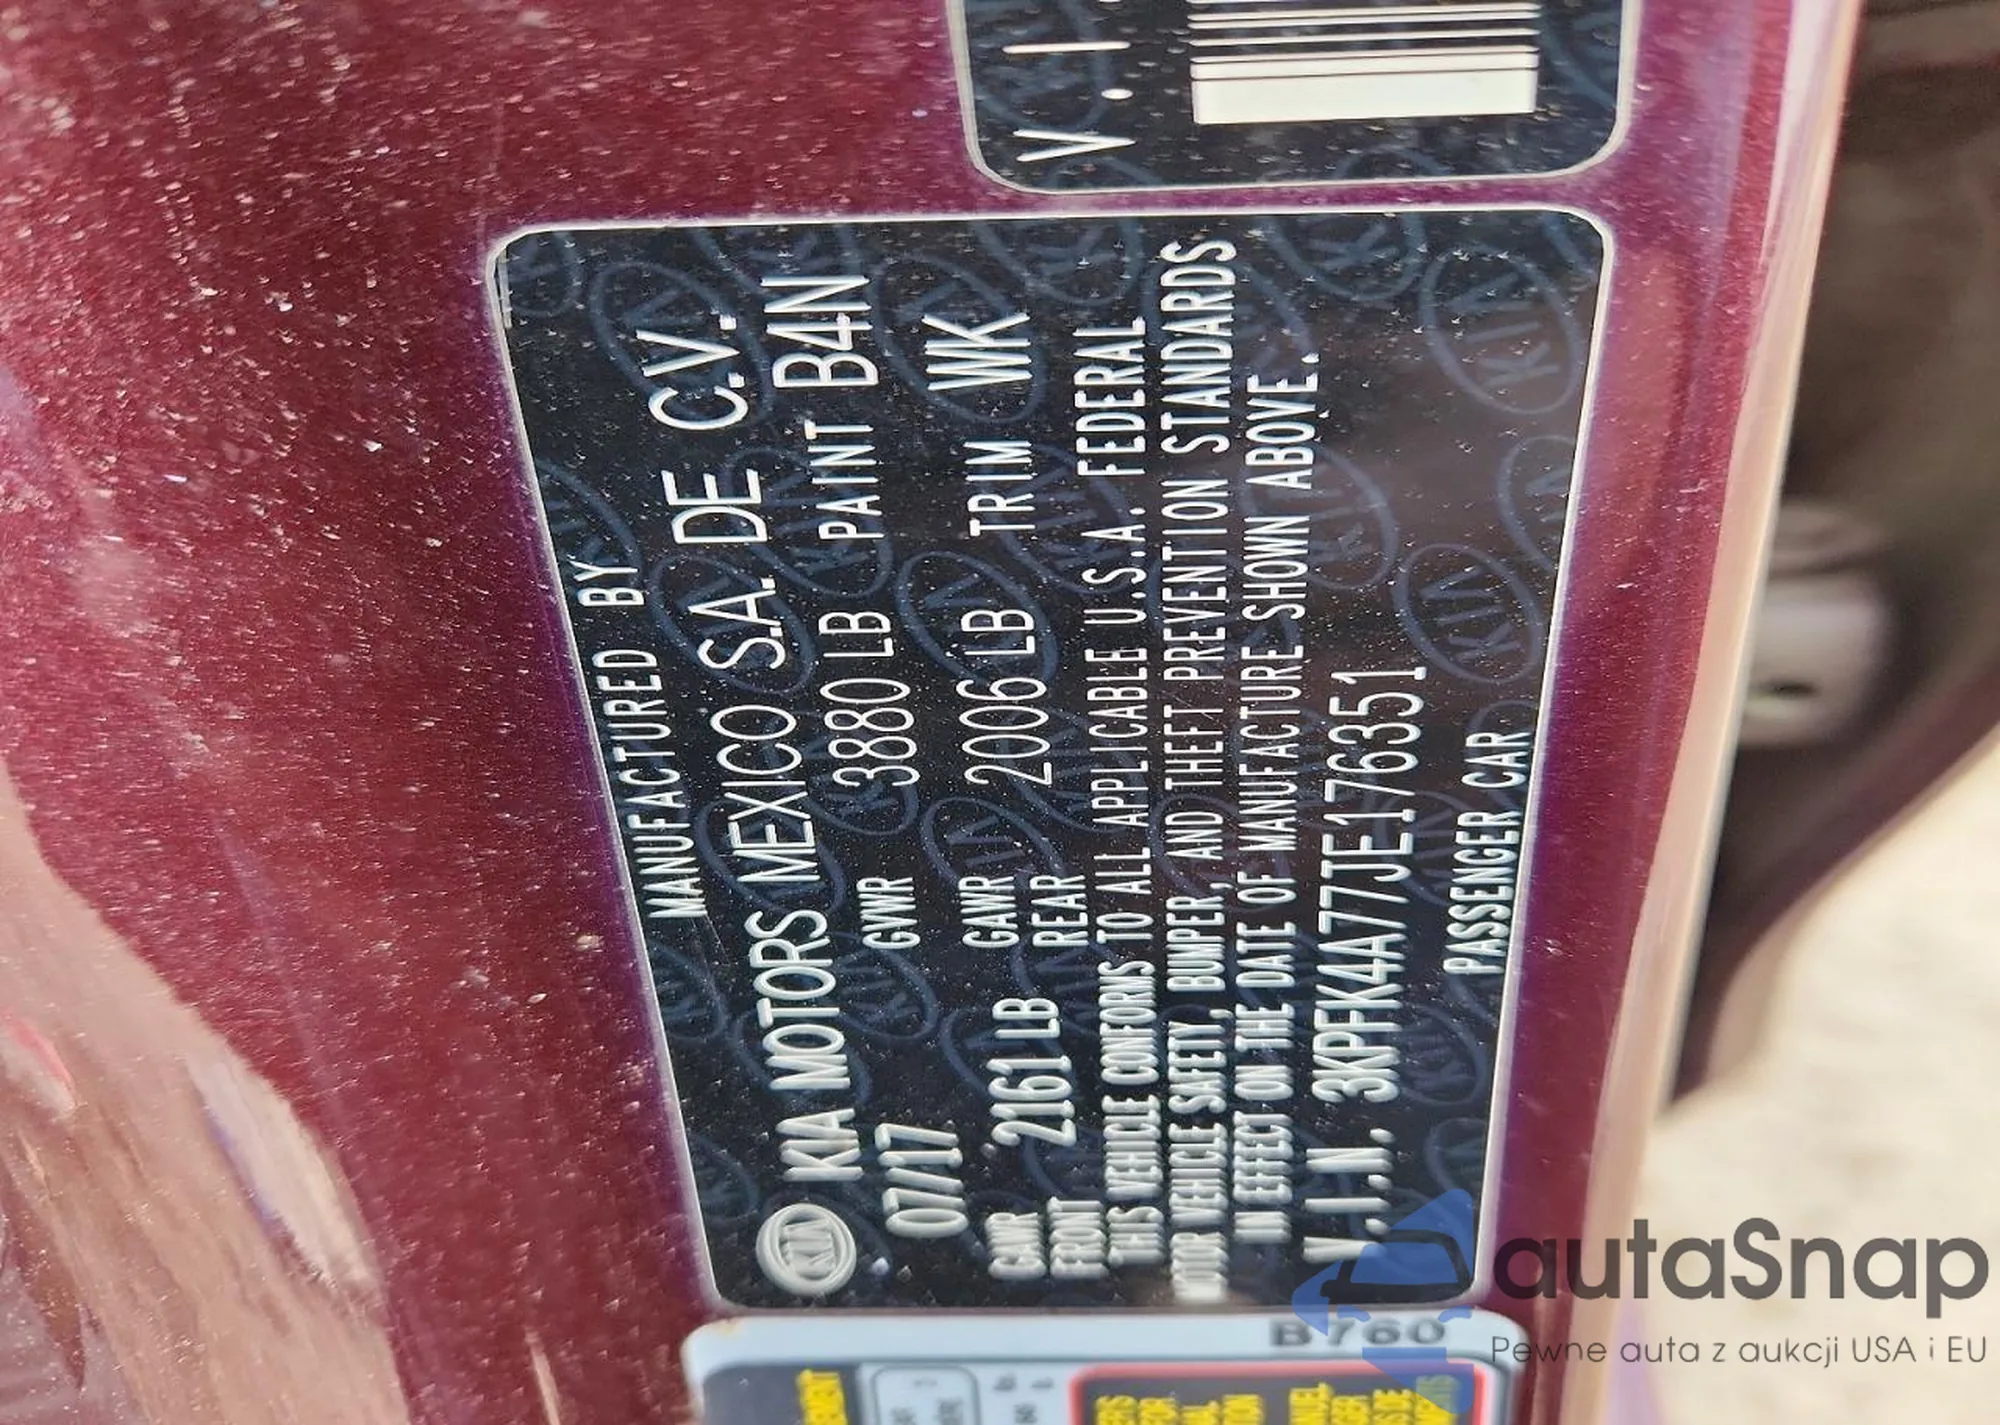 V . I
MANUFACTURED BY
KIA KIA MOTORS MEXICO S.A. DE C.V.
07/17 GVWR 3880 LB PAINT B4N
GAWR FRONT 2161 LB GAWR REAR 2006 LB TRIM WK
THIS VEHICLE CONFORMS TO ALL APPLICABLE U.S.A. FEDERAL
MOTOR VEHICLE SAFETY, BUMPER, AND THEFT PREVENTION STANDARDS
IN EFFECT ON THE DATE OF MANUFACTURE SHOWN ABOVE.
V.I.N. 3KPFK4A77JE176351
PASSENGER CAR
B760
autaSnap
Pewne auta z aukcji USA i EU